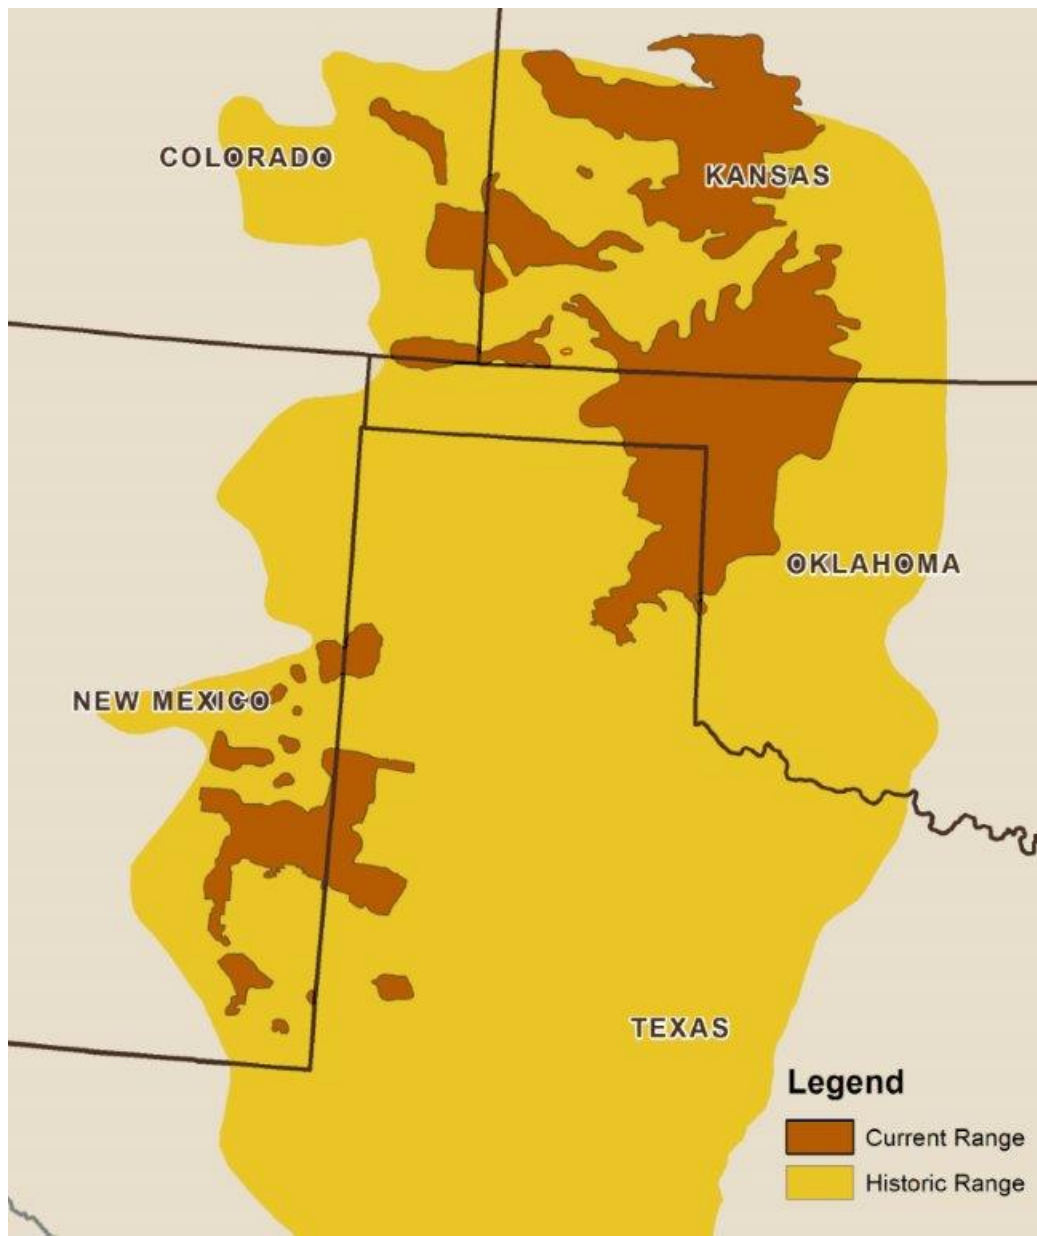 COLORADO
KANSAS
OKLAHOMA
NEW MEXICO
TEXAS
Legend
Current Range
Historic Range